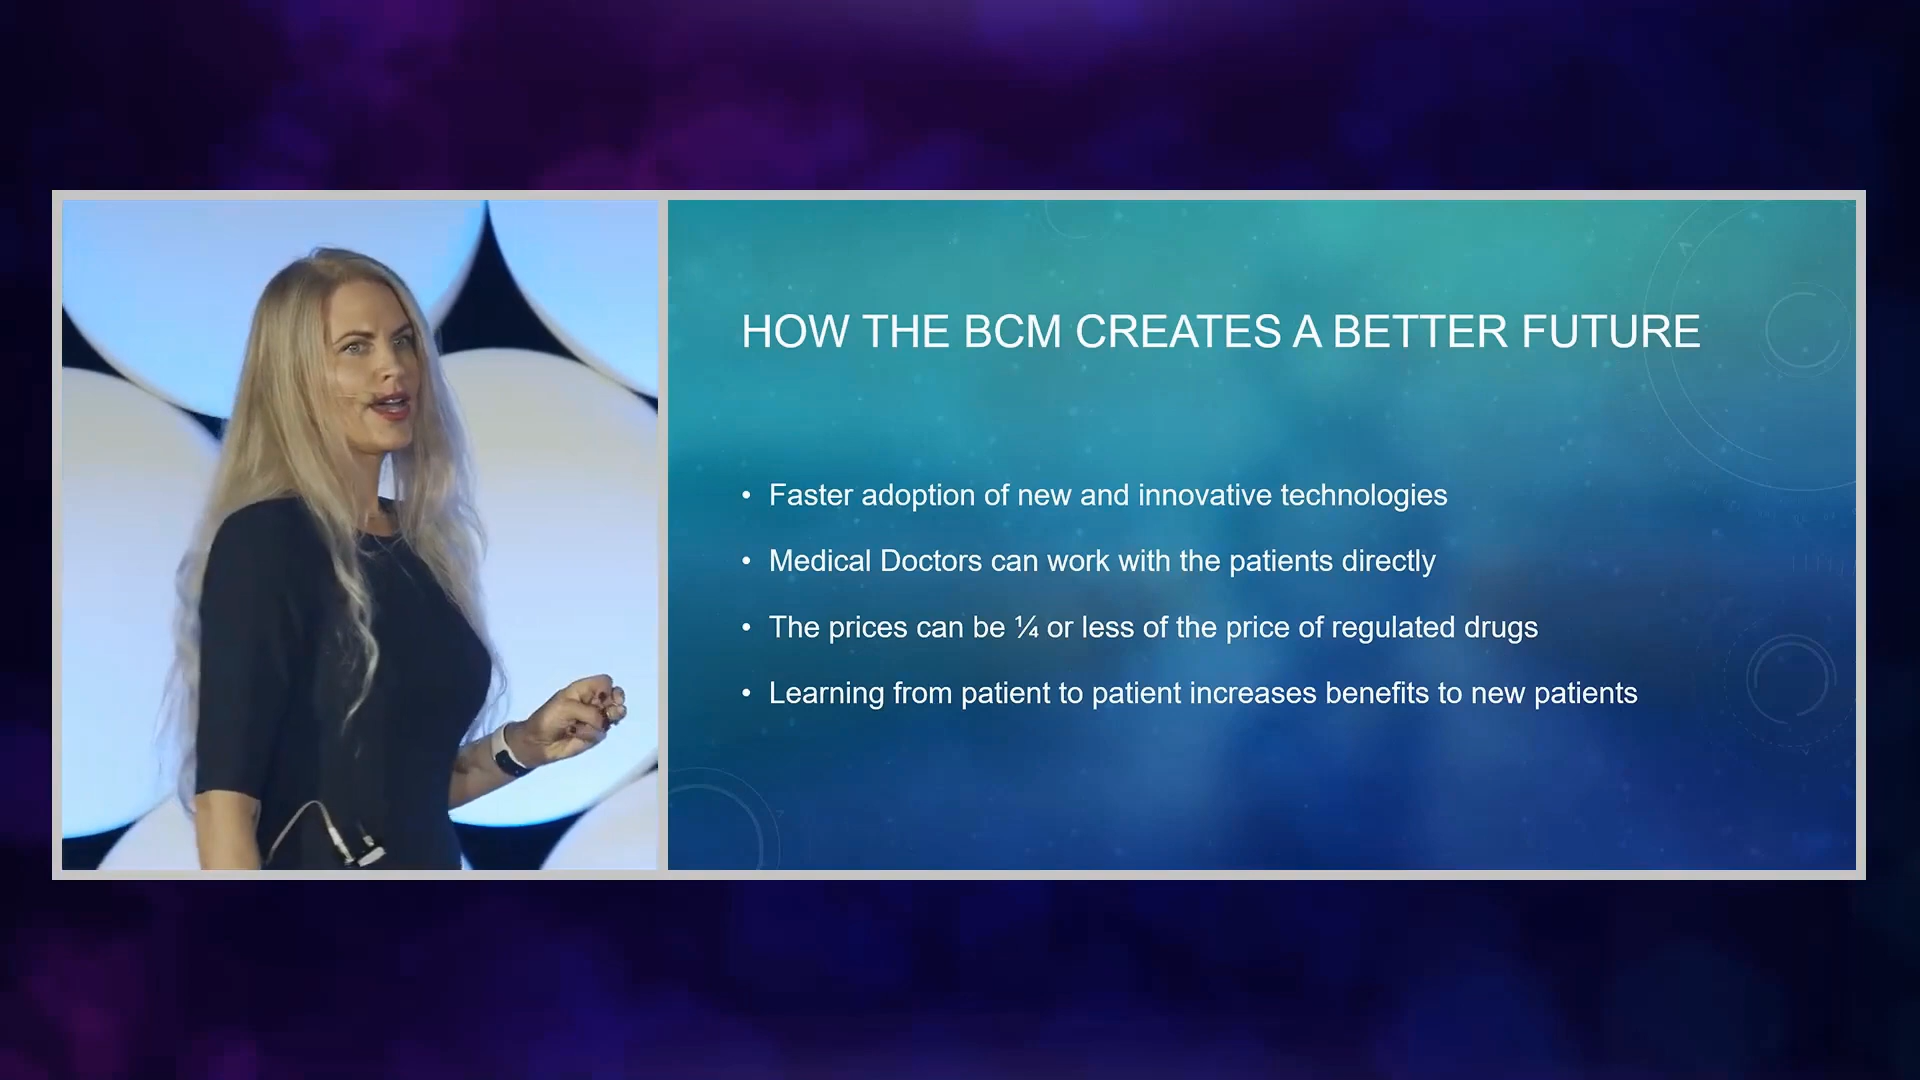 HOW THE BCM CREATES A BETTER FUTURE
• Faster adoption of new and innovative technologies
• Medical Doctors can work with the patients directly
• The prices can be ¼ or less of the price of regulated drugs
• Learning from patient to patient increases benefits to new patients